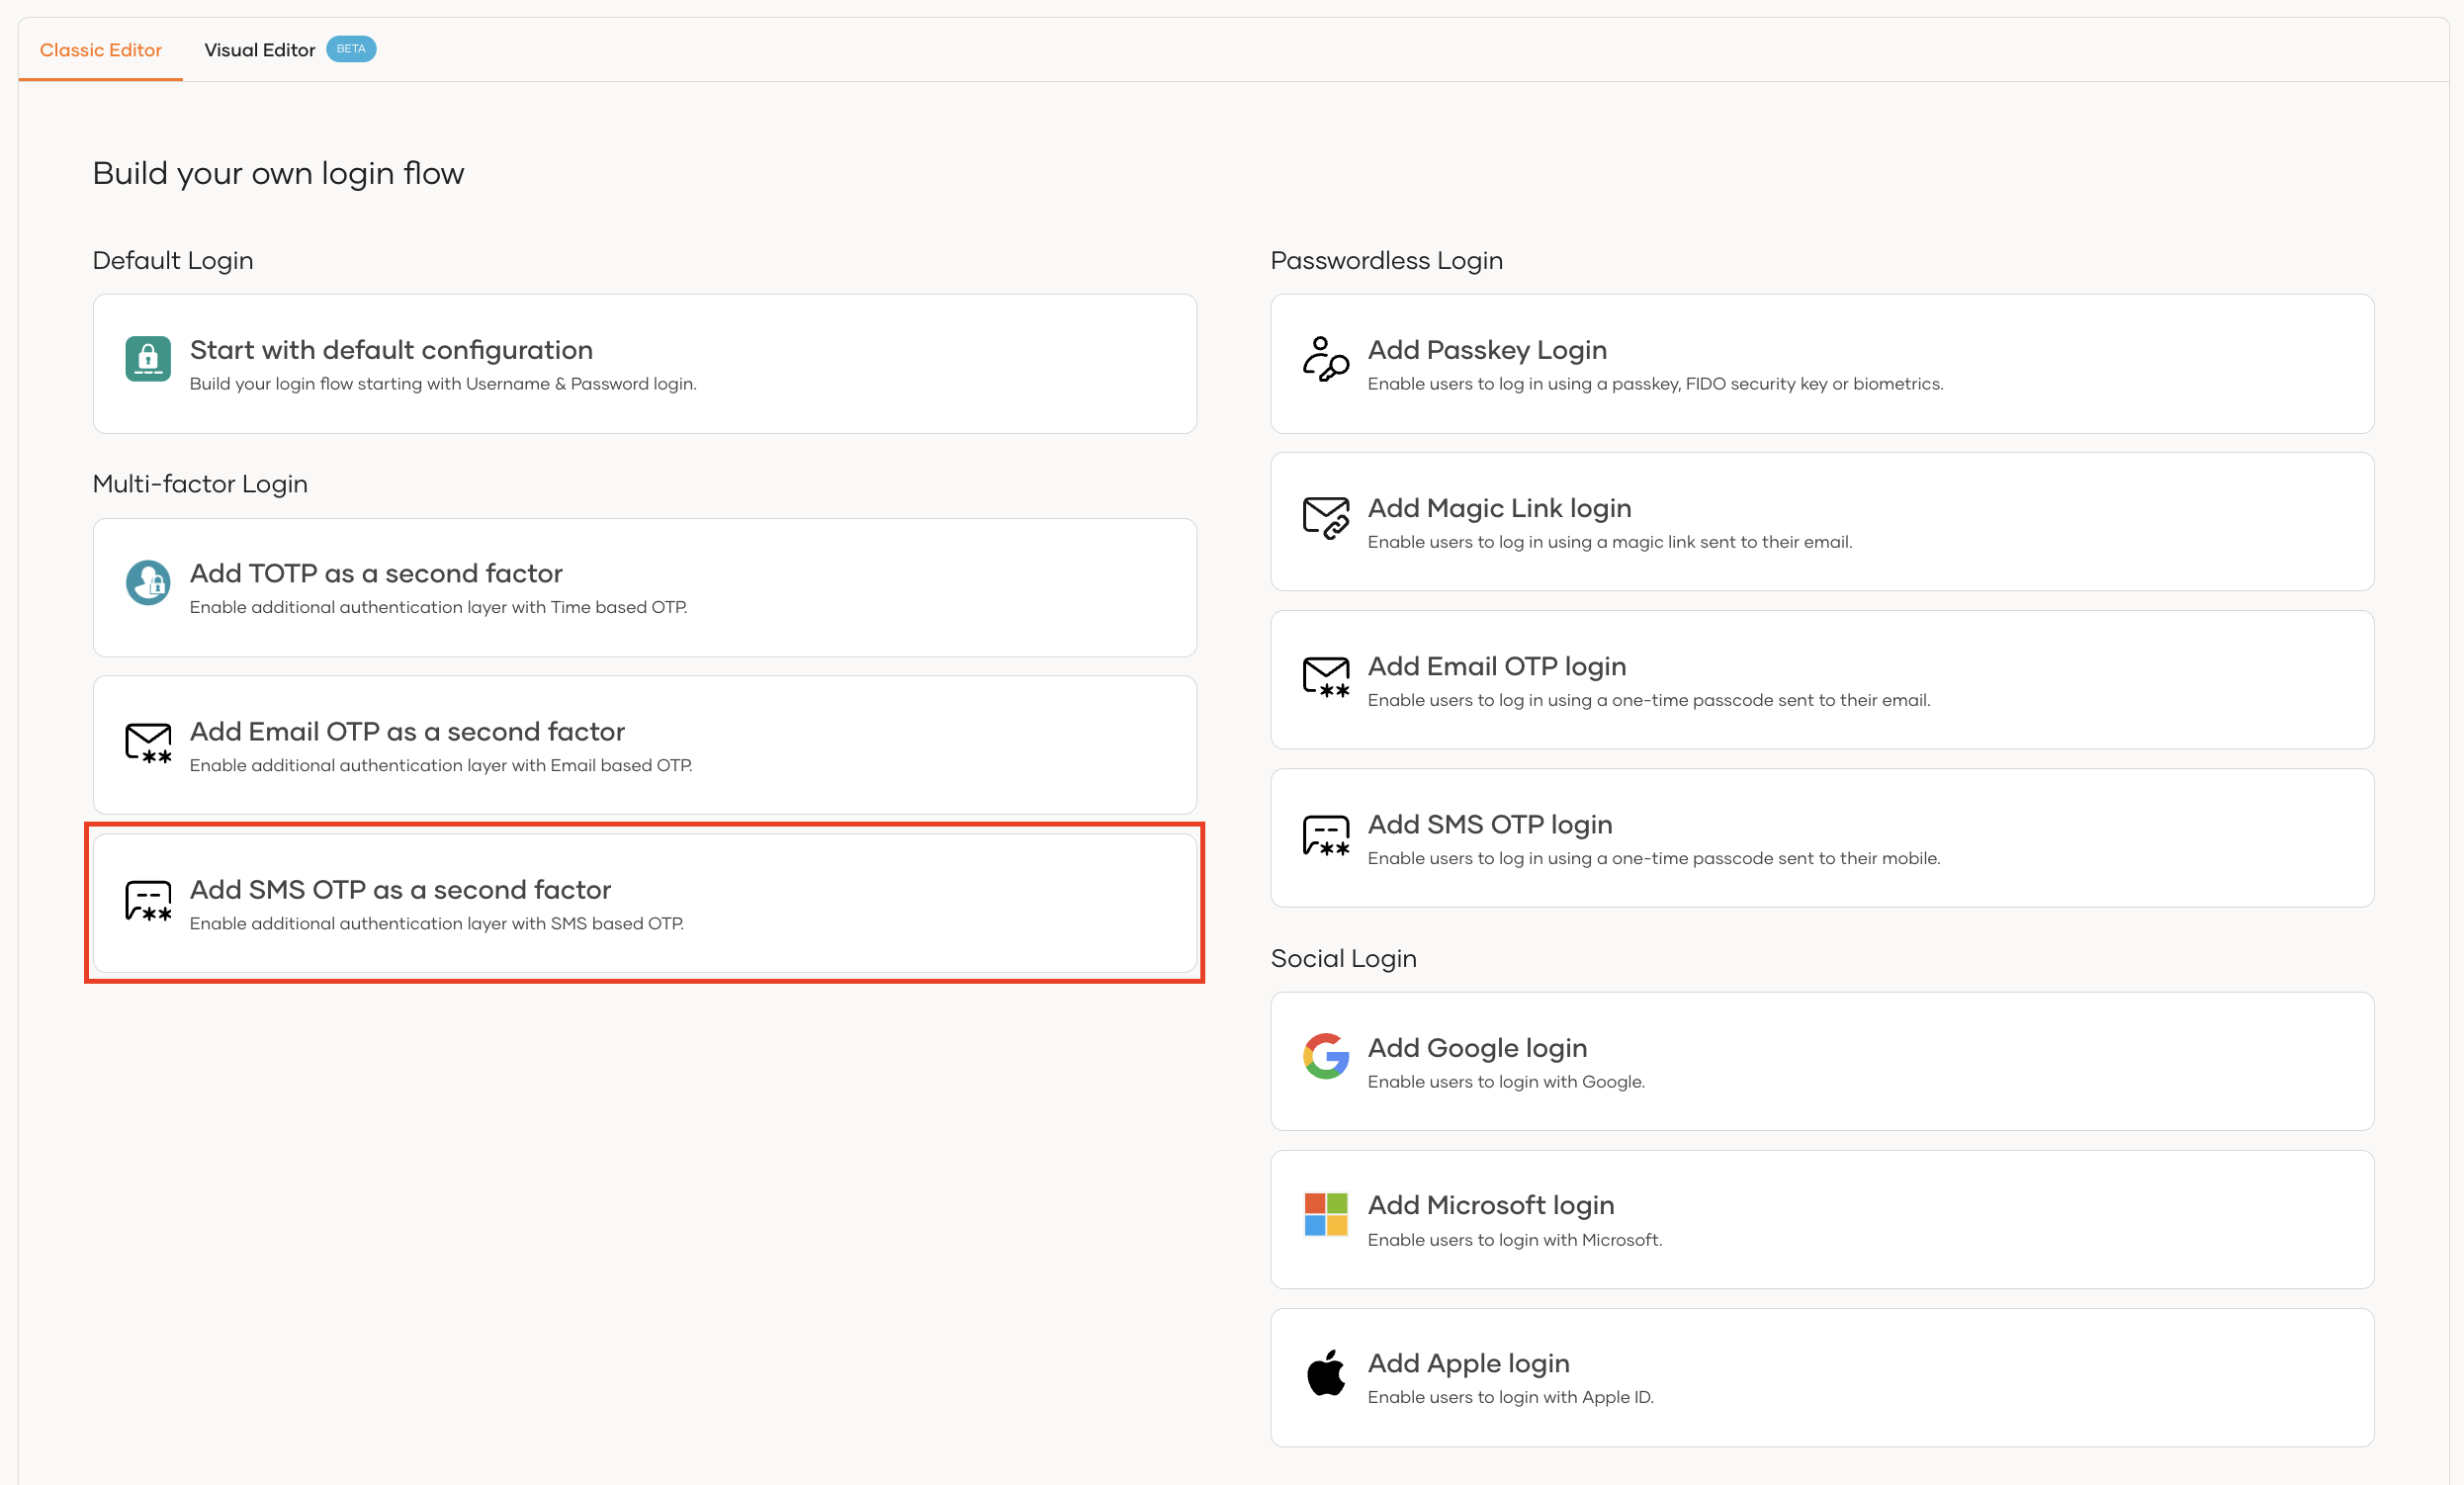 Classic Editor
Visual Editor
BETA
Build your own login flow
Default Login
Start with default configuration
Build your login flow starting with Username & Password login.
Multi-factor Login
Add TOTP as a second factor
Enable additional authentication layer with Time based OTP.
Add Email OTP as a second factor
Enable additional authentication layer with Email based OTP.
Add SMS OTP as a second factor
Enable additional authentication layer with SMS based OTP.
Passwordless Login
Add Passkey Login
Enable users to log in using a passkey, FIDO security key or biometrics.
Add Magic Link login
Enable users to log in using a magic link sent to their email.
Add Email OTP login
Enable users to log in using a one-time passcode sent to their email.
Add SMS OTP login
Enable users to log in using a one-time passcode sent to their mobile.
Social Login
Add Google login
Enable users to login with Google.
Add Microsoft login
Enable users to login with Microsoft.
Add Apple login
Enable users to login with Apple ID.